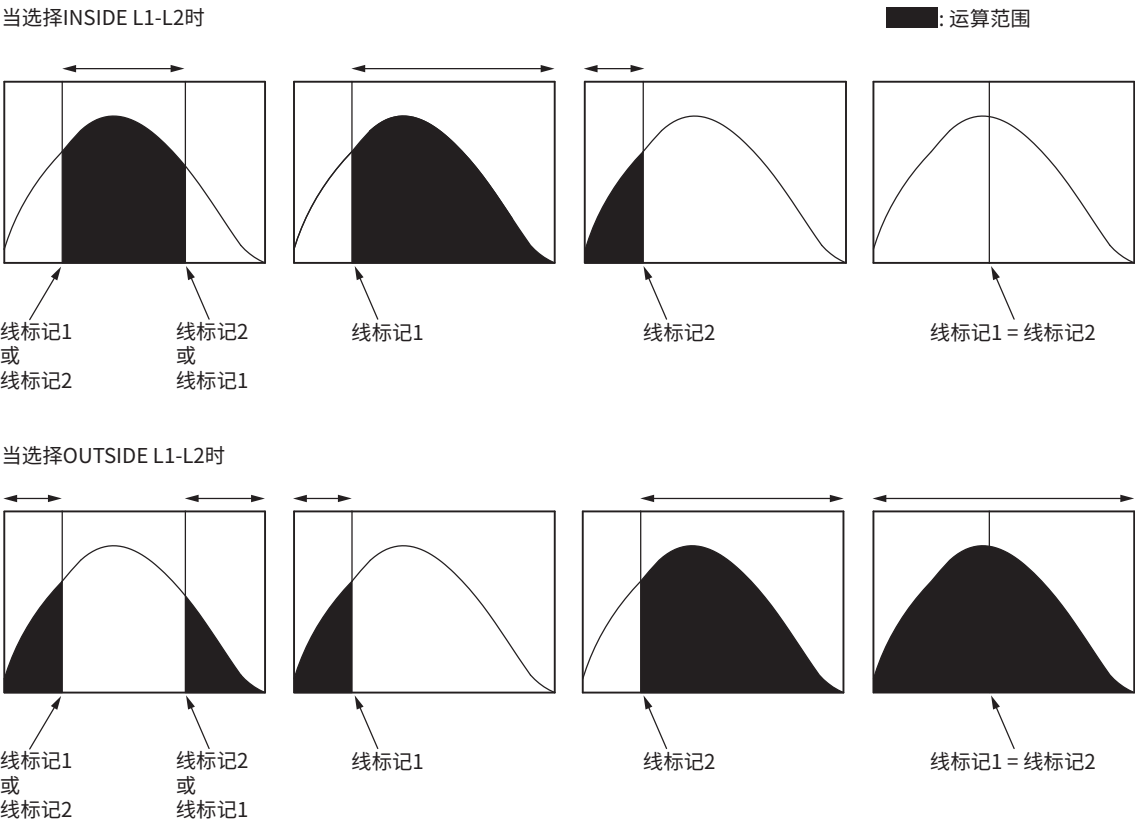 当选择INSIDE L1-L2时
: 运算范围
线标记1
或
线标记2
线标记2
或
线标记1
线标记1
线标记2
线标记1 = 线标记2
当选择OUTSIDE L1-L2时
线标记1
或
线标记2
线标记2
或
线标记1
线标记1
线标记2
线标记1 = 线标记2